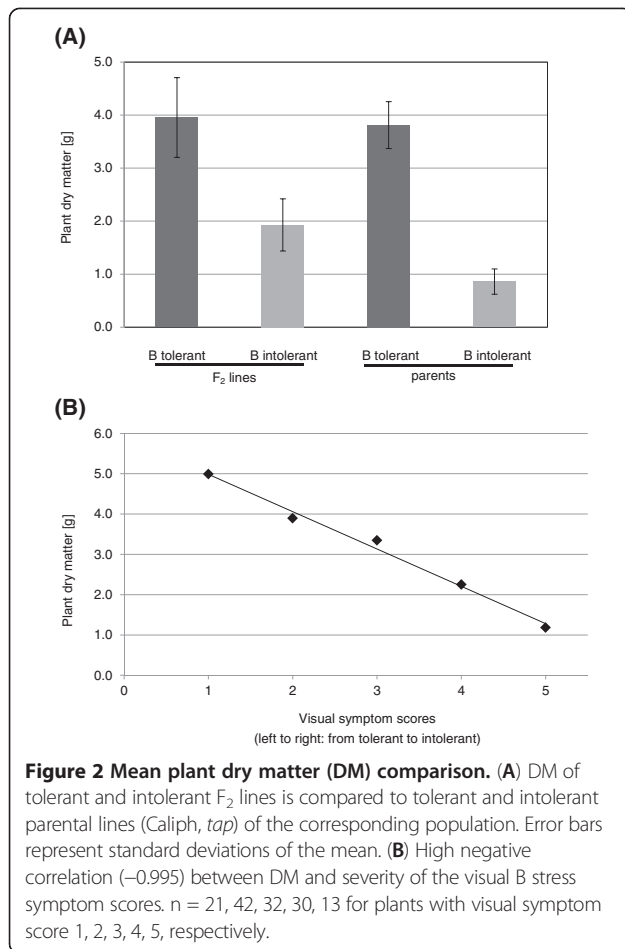 (A)
5.0
4.0
3.0
2.0
1.0
0.0
Plant dry matter [g]
B tolerant B intolerant B tolerant B intolerant
F2 lines parents
(B)
6.0
5.0
4.0
3.0
2.0
1.0
0.0
Plant dry matter [g]
0 1 2 3 4 5
Visual symptom scores
(left to right: from tolerant to intolerant)
Figure 2 Mean plant dry matter (DM) comparison. (A) DM of
tolerant and intolerant F2 lines is compared to tolerant and intolerant
parental lines (Caliph, tap) of the corresponding population. Error bars
represent standard deviations of the mean. (B) High negative
correlation (−0.995) between DM and severity of the visual B stress
symptom scores. n = 21, 42, 32, 30, 13 for plants with visual symptom
score 1, 2, 3, 4, 5, respectively.